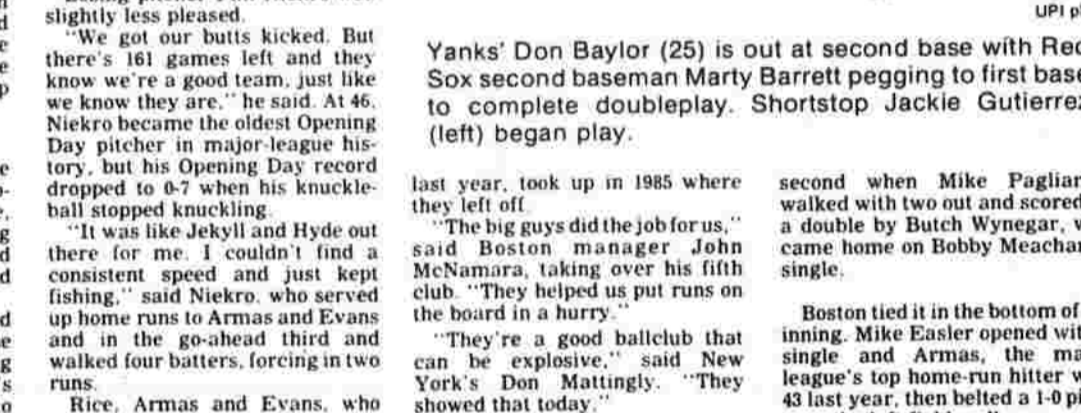 slightly less pleased.
"We got our butts kicked. But
there's 161 games left and they
know we're a good team, just like
we know they are," he said. At 46,
Niekro became the oldest Opening
Day pitcher in major-league his-
tory, but his Opening Day record
dropped to 0-7 when his knuckle-
ball stopped knuckling.
"It was like Jekyll and Hyde out
there for me. I couldn't find a
consistent speed and just kept
fishing," said Niekro, who served
up home runs to Armas and Evans
and in the go-ahead third and
walked four batters, forcing in two
runs.
Rice, Armas and Evans, who
UPI
Yanks' Don Baylor (25) is out at second base with Red
Sox second baseman Marty Barrett pegging to first base
to complete doubleplay. Shortstop Jackie Gutierrez
(left) began play.
last year, took up in 1985 where
they left off.
"The big guys did the job for us,"
said Boston manager John
McNamara, taking over his fifth
club. "They helped us put runs on
the board in a hurry."
"They're a good ballclub that
can be explosive," said New
York's Don Mattingly. "They
showed that today."
second when Mike Pagliar
walked with two out and scored
a double by Butch Wynegar,
came home on Bobby Meacham
single.
Boston tied it in the bottom of
inning. Mike Easler opened wit
single and Armas, the ma
league's top home-run hitter w
43 last year, then belted a 1-0 p